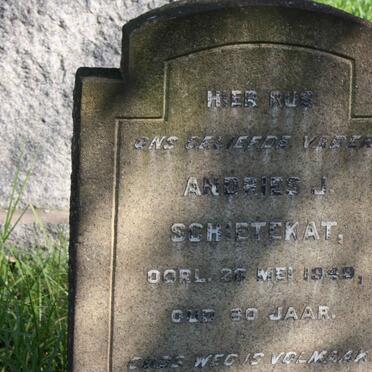 HIER RUS
ONS GELIEFDE VADER
ANDRIES J.
SCHIETEKAT,
OORL. 26 MEI 1949,
OUD 80 JAAR.
GODS WEG IS VOLMAAK